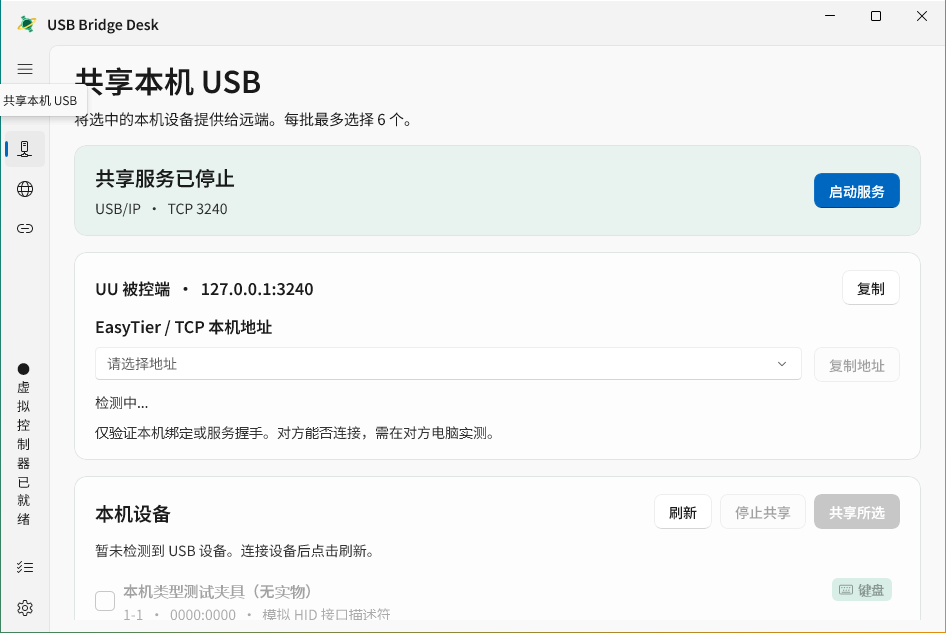 USB Bridge Desk
共享本机 USB
共享本机 USB
将选中的本机设备提供给远端。每批最多选择 6 个。
共享服务已停止
USB/IP • TCP 3240
启动服务
UU 被控端 • 127.0.0.1:3240
复制
EasyTier / TCP 本机地址
请选择地址
复制地址
检测中...
仅验证本机绑定或服务握手。对方能否连接，需在对方电脑实测。
虚拟控制器已就绪
本机设备
刷新
停止共享
共享所选
暂未检测到 USB 设备。连接设备后点击刷新。
本机类型测试夹具（无实物）
键盘
1-1 • 0000:0000 • 模拟 HID 接口描述符